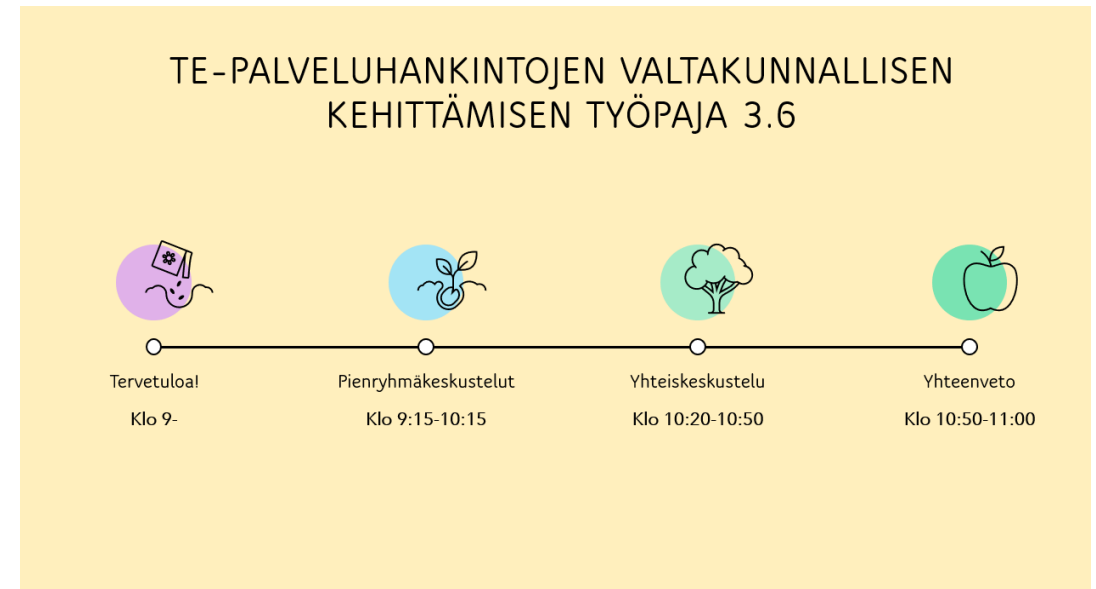 TE-PALVELUHANKINTOJEN VALTAKUNNALLISEN
KEHITTÄMISEN TYÖPAJA 3.6
Tervetuloa!
Klo 9-
Pienryhmäkeskustelut
Klo 9:15-10:15
Yhteiskeskustelu
Klo 10:20-10:50
Yhteenveto
Klo 10:50-11:00